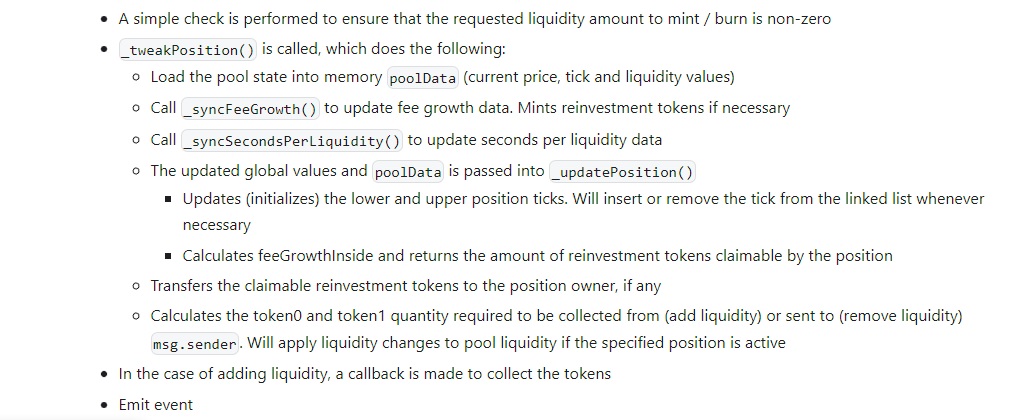 • A simple check is performed to ensure that the requested liquidity amount to mint / burn is non-zero
• _tweakPosition() is called, which does the following:
○ Load the pool state into memory poolData (current price, tick and liquidity values)
○ Call _syncFeeGrowth() to update fee growth data. Mints reinvestment tokens if necessary
○ Call _syncSecondsPerLiquidity() to update seconds per liquidity data
○ The updated global values and poolData is passed into _updatePosition()
▪ Updates (initializes) the lower and upper position ticks. Will insert or remove the tick from the linked list whenever
necessary
▪ Calculates feeGrowthInside and returns the amount of reinvestment tokens claimable by the position
○ Transfers the claimable reinvestment tokens to the position owner, if any
○ Calculates the token0 and token1 quantity required to be collected from (add liquidity) or sent to (remove liquidity)
msg.sender. Will apply liquidity changes to pool liquidity if the specified position is active
• In the case of adding liquidity, a callback is made to collect the tokens
• Emit event